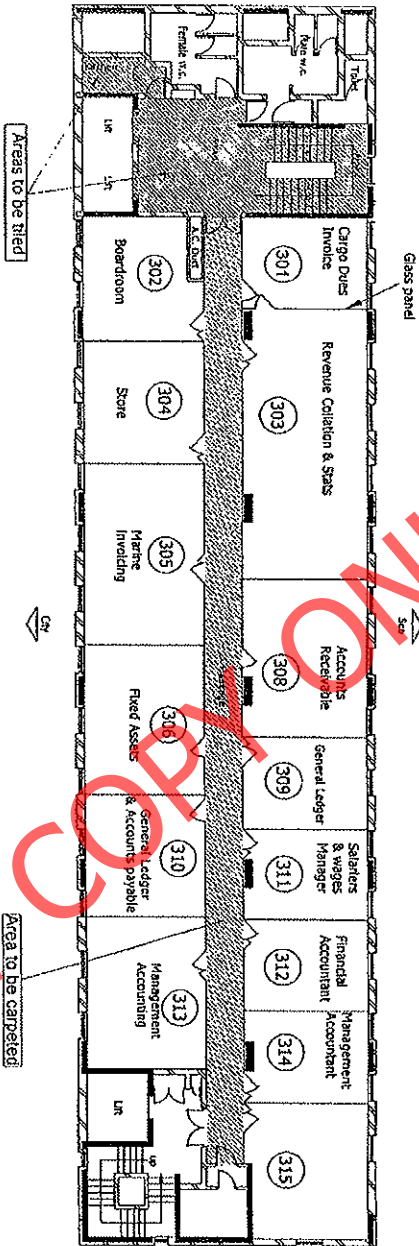 Toilet
Male w.c.
Female w.c.
Lift
Lift
Areas to be tiled
A.C. Duct
Glass panel
Cargo Dues
Invoice
301
302
Boardroom
Revenue Collation & Stats
303
304
Store
305
Marine
Invoicing
Sea
City
Accounts
Receivable
308
306
Fixed Assets
General Ledger
309
310
General Ledger
& Accounts payable
Salariers
& wages
Manager
311
Financial
Accountant
312
313
Management
Accounting
Management
Accountant
314
315
Area to be carpeted
Lift
up
COPY ON